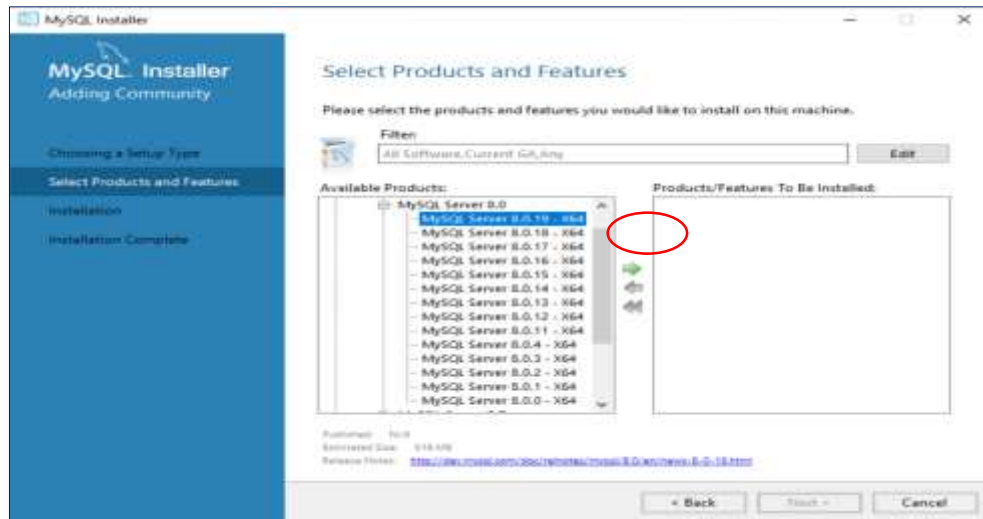 MySQL Installer
MySQL Installer
Adding Community
Choosing a Setup Type
Select Products and Features
Installation
Installation Complete
Select Products and Features
Please select the products and features you would like to install on this machine.
Filter:
All Software,Current GA,Any
Edit
Available Products:
MySQL Server 8.0
MySQL Server 8.0.19 - X64
MySQL Server 8.0.18 - X64
MySQL Server 8.0.17 - X64
MySQL Server 8.0.16 - X64
MySQL Server 8.0.15 - X64
MySQL Server 8.0.14 - X64
MySQL Server 8.0.13 - X64
MySQL Server 8.0.12 - X64
MySQL Server 8.0.11 - X64
MySQL Server 8.0.4 - X64
MySQL Server 8.0.3 - X64
MySQL Server 8.0.2 - X64
MySQL Server 8.0.1 - X64
MySQL Server 8.0.0 - X64
Products/Features To Be Installed:
Published:
Estimated Size:
Release Notes:
< Back
Next >
Cancel